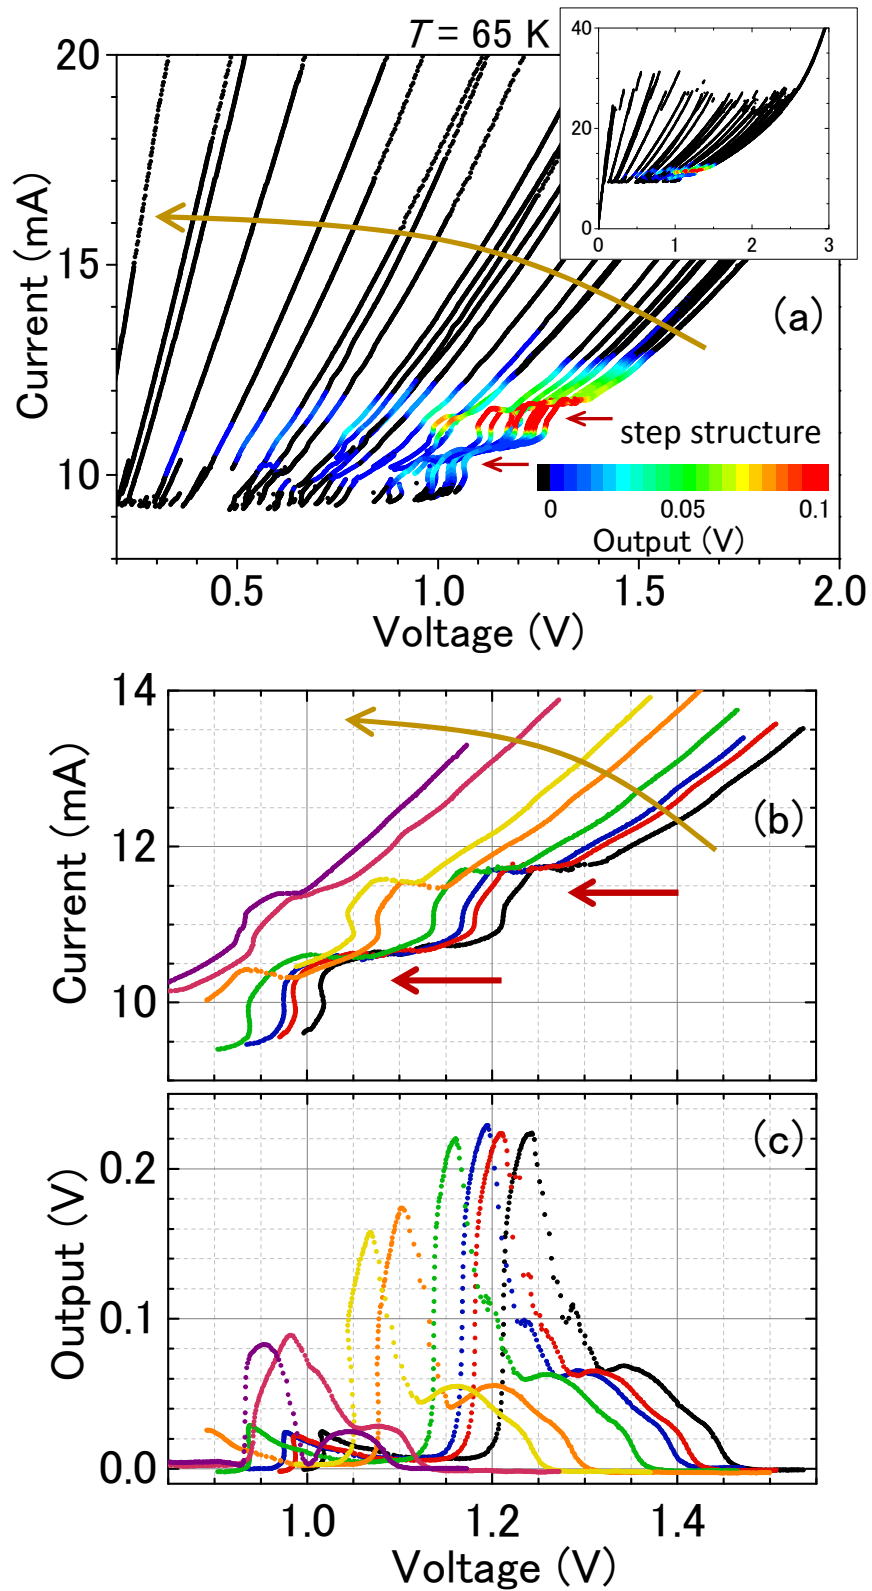 T = 65 K
40
20
0
0 1 2 3
20
15
10
Current (mA)
(a)
step structure
0 0.05 0.1
Output (V)
0.5 1.0 1.5 2.0
Voltage (V)
14
12
10
Current (mA)
(b)
(c)
0.2
0.1
0.0
Output (V)
1.0 1.2 1.4
Voltage (V)